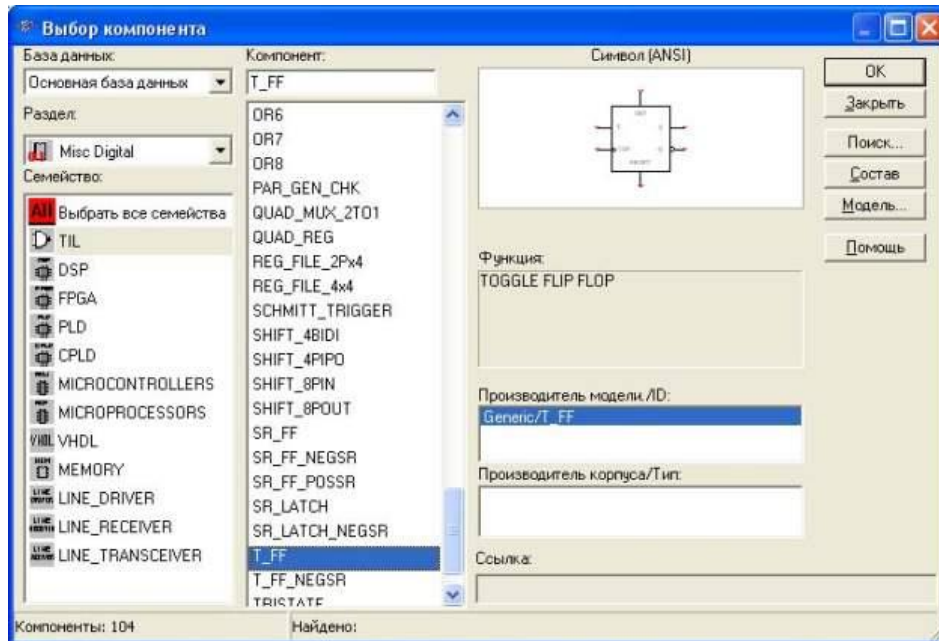 Выбор компонента
База данных:
Основная база данных
Раздел:
Misc Digital
Семейство:
All Выбрать все семейства
TIL
DSP
FPGA
PLD
CPLD
MICROCONTROLLERS
MICROPROCESSORS
VHDL VHDL
MEMORY
LINE_DRIVER
LINE_RECEIVER
LINE_TRANSCEIVER
Компонент:
T_FF
OR6
OR7
OR8
PAR_GEN_CHK
QUAD_MUX_2TO1
QUAD_REG
REG_FILE_2Px4
REG_FILE_4x4
SCHMITT_TRIGGER
SHIFT_4BIDI
SHIFT_4PIPO
SHIFT_8PIN
SHIFT_8POUT
SR_FF
SR_FF_NEGSR
SR_FF_POSSR
SR_LATCH
SR_LATCH_NEGSR
T_FF
T_FF_NEGSR
TRISTATE
Символ (ANSI)
Функция:
TOGGLE FLIP FLOP
Производитель модели./ID:
Generic/T_FF
Производитель корпуса/Тип:
Ссылка:
OK
Закрыть
Поиск...
Состав
Модель...
Помощь
Компоненты: 104
Найдено: